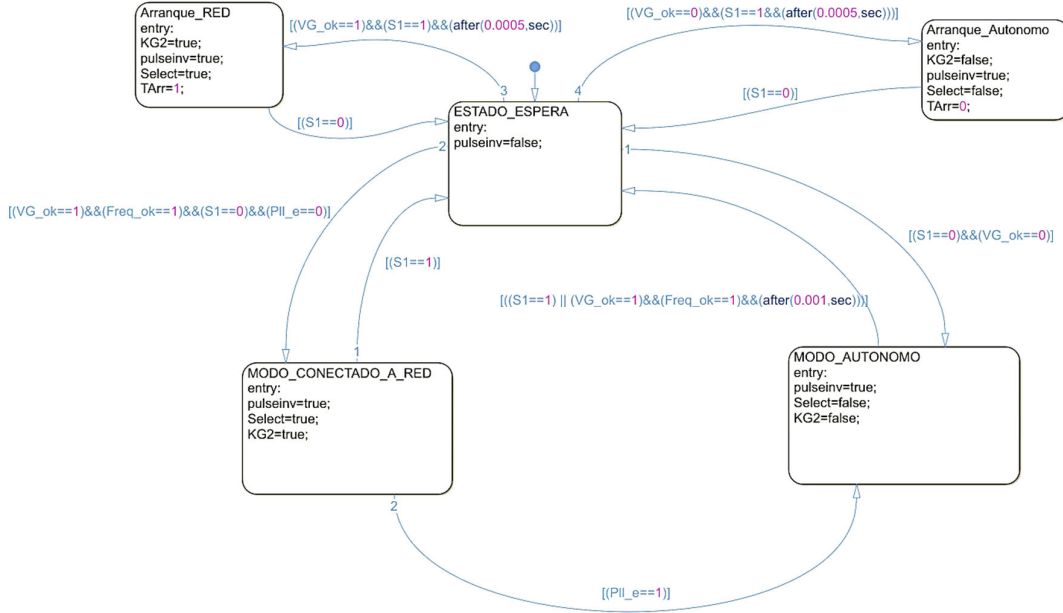 Arranque_RED
entry:
KG2=true;
pulseinv=true;
Select=true;
TArr=1;
[(VG_ok==1)&&(S1==1)&&(after(0.0005,sec))]
[(VG_ok==0)&&(S1==1&&(after(0.0005,sec)))]
Arranque_Autonomo
entry:
KG2=false;
pulseinv=true;
Select=false;
TArr=0;
[(S1==0)]
[(S1==0)]
3
4
ESTADO_ESPERA
entry:
pulseinv=false;
2
1
[(VG_ok==1)&&(Freq_ok==1)&&(S1==0)&&(Pll_e==0)]
[(S1==0)&&(VG_ok==0)]
[(S1==1)]
[((S1==1) || (VG_ok==1)&&(Freq_ok==1)&&(after(0.001,sec)))]
1
MODO_CONECTADO_A_RED
entry:
pulseinv=true;
Select=true;
KG2=true;
MODO_AUTONOMO
entry:
pulseinv=true;
Select=false;
KG2=false;
2
[(Pll_e==1)]